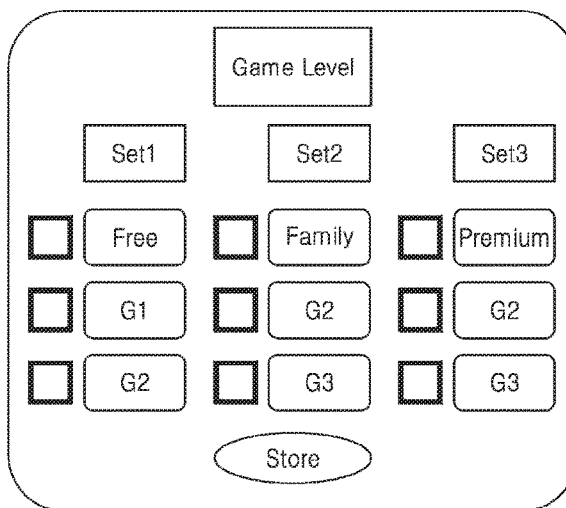 Game Level
Set1 Set2 Set3
Free Family Premium
G1 G2 G2
G2 G3 G3
Store